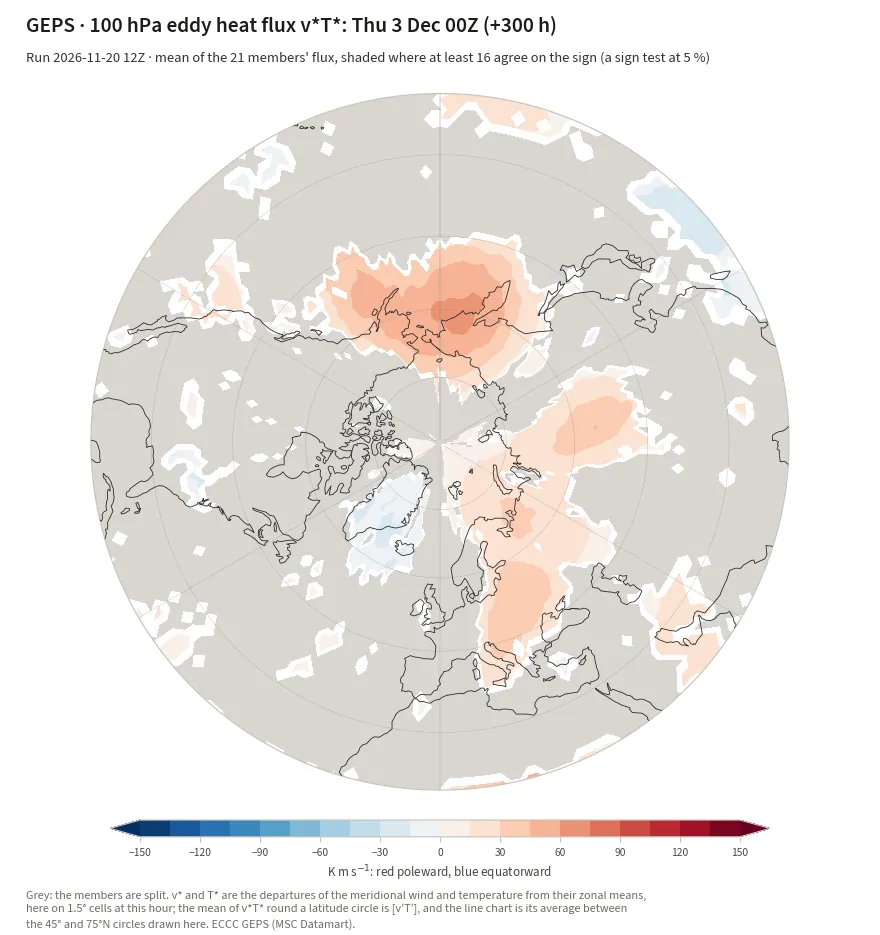 GEPS · 100 hPa eddy heat flux v*T*: Thu 3 Dec 00Z (+300 h)
Run 2026-11-20 12Z · mean of the 21 members' flux, shaded where at least 16 agree on the sign (a sign test at 5 %)
−150 −120 −90 −60 −30 0 30 60 90 120 150
K m s⁻¹: red poleward, blue equatorward
Grey: the members are split. v* and T* are the departures of the meridional wind and temperature from their zonal means,
here on 1.5° cells at this hour; the mean of v*T* round a latitude circle is [v'T'], and the line chart is its average between
the 45° and 75°N circles drawn here. ECCC GEPS (MSC Datamart).